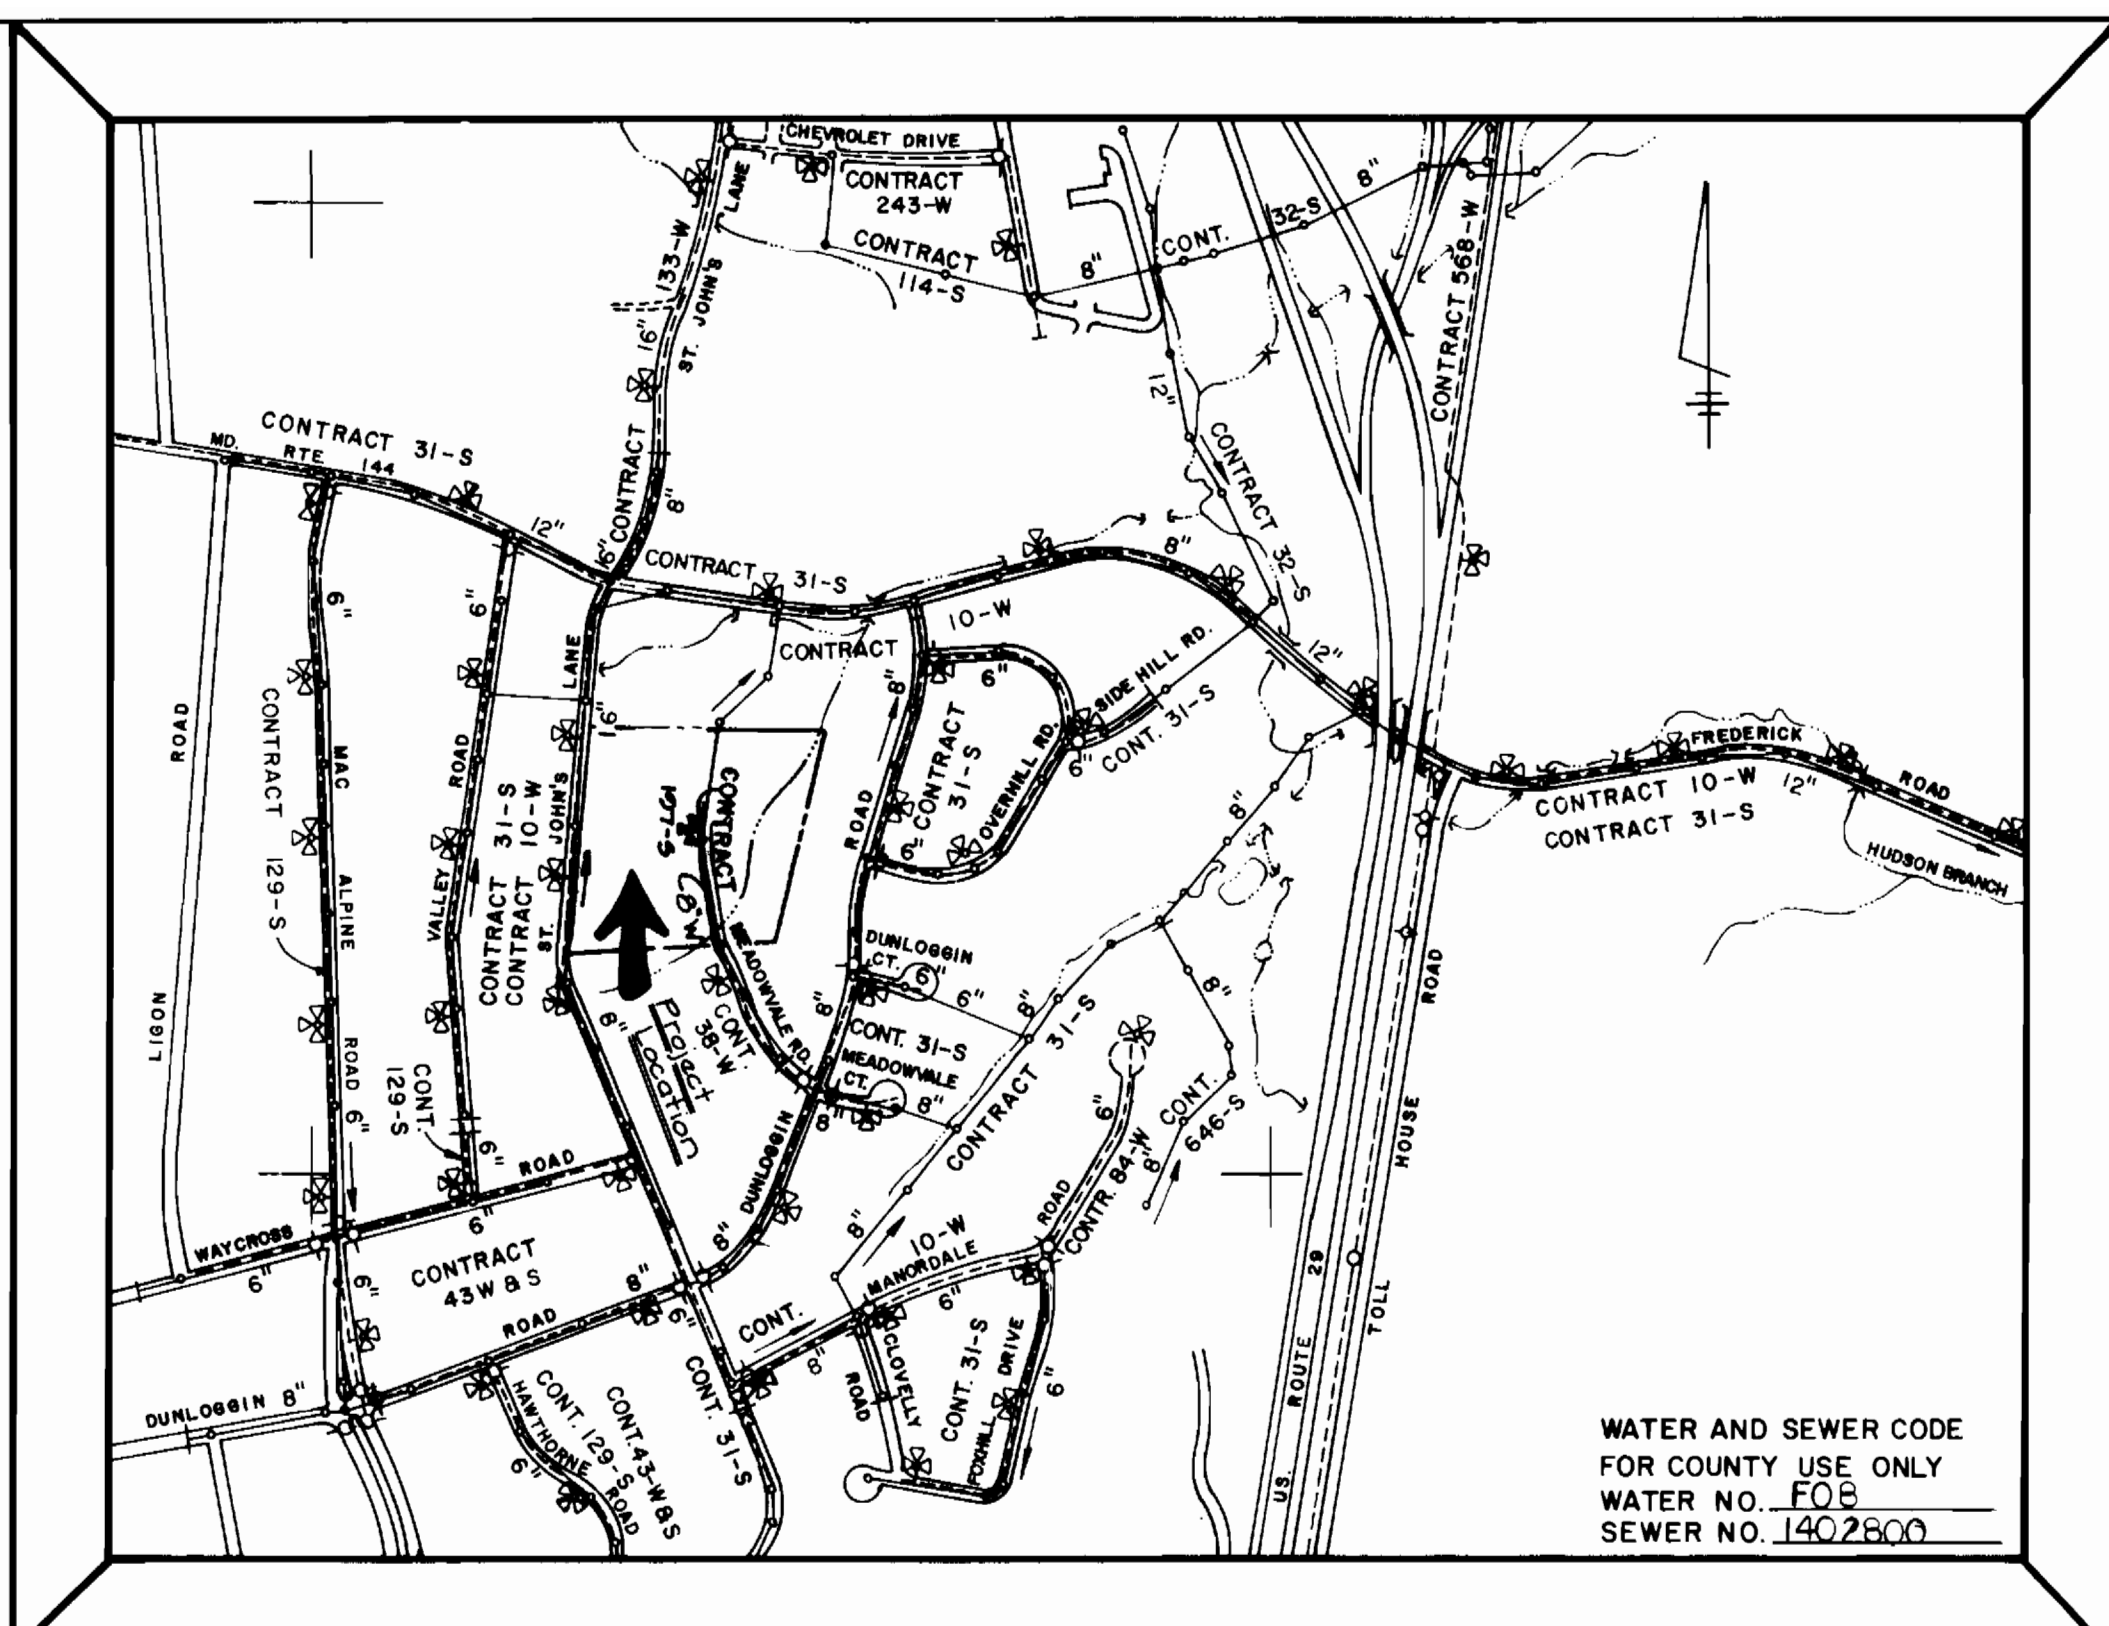 CHEVROLET DRIVE
CONTRACT
243-W
CONTRACT
114-S
8"
CONT.
32-S
8"
CONTRACT 568-W
133-W
LANE
ST. JOHN'S
16"
CONTRACT
8"
16"
12"
CONTRACT
32-S
CONTRACT 31-S
MD.
RTE
144
12"
CONTRACT 31-S
8"
10-W
CONTRACT
12"
6"
6"
LANE
16"
8"
6"
SIDE HILL RD.
CONT. 31-S
6"
OVERHILL RD.
CONTRACT
31-S
6"
ROAD
ROAD
CONTRACT
129-S
MAC
ALPINE
ROAD 6"
ROAD
VALLEY
CONTRACT 31-S
CONTRACT 10-W
ST. JOHN'S
CONTRACT
MEADOWVALE RD.
CONT.
38-W
8"
Project
Location
FREDERICK
ROAD
CONTRACT 10-W 12"
CONTRACT 31-S
HUDSON BRANCH
8"
DUNLOGGIN
CT. 6"
6"
8"
8"
8"
CONT. 31-S
MEADOWVALE
CT.
8"
8"
CONTRACT 31-S
6"
CONT.
646-S
8"
CONTR. 84-W
ROAD
LIGON
CONT.
129-S
6"
ROAD
6"
WAYCROSS
6"
6"
CONTRACT
43 W & S
8"
ROAD
DUNLOGGIN
8"
6"
8"
10-W
MANORDALE
6"
CONT.
8"
CLOVELLY
ROAD
CONT. 31-S
FOXHILL DRIVE
6"
DUNLOGGIN 8"
HAWTHORNE
ROAD
6"
CONT. 129-S
CONT. 43-W & S
CONT. 31-S
US. ROUTE 29
TOLL HOUSE ROAD
WATER AND SEWER CODE
FOR COUNTY USE ONLY
WATER NO. F08
SEWER NO. 1402800